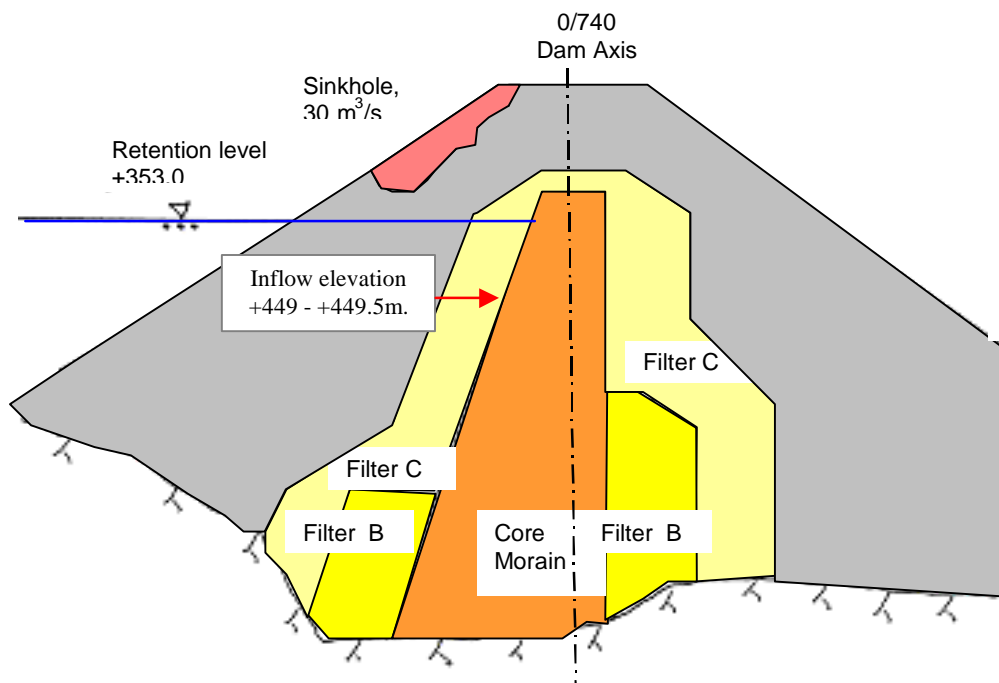 0/740
Dam Axis
Sinkhole,
30 m³/s
Retention level
+353.0
Inflow elevation
+449 - +449.5m.
Filter C
Filter C
Filter B
Core
Morain
Filter B